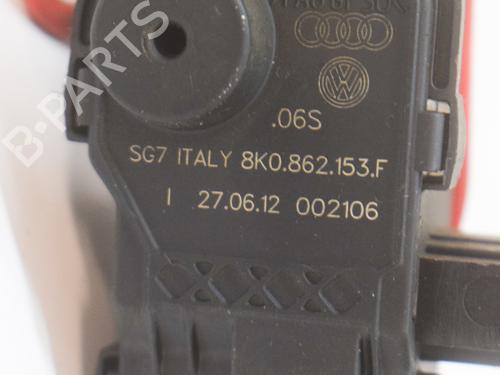 .06S
SG7 ITALY 8K0.862.153.F
I 27.06.12 002106
B-PARTS